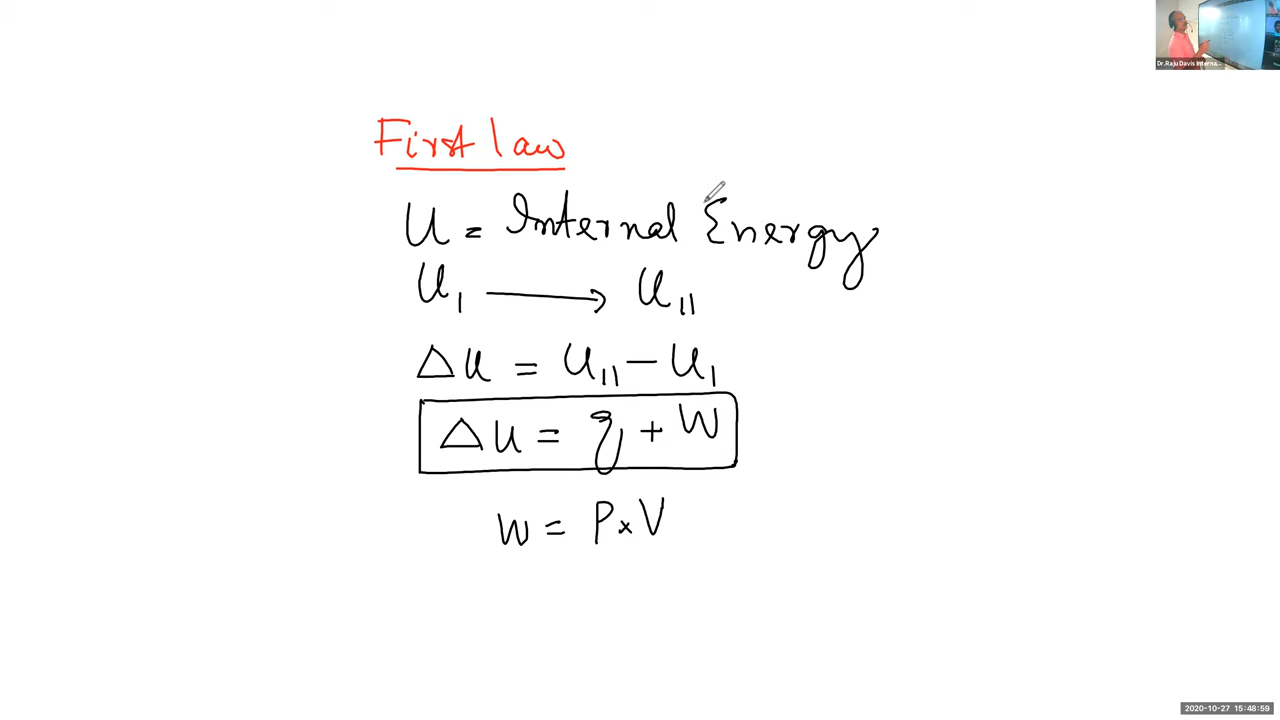 Dr.Raju Davis Interna...
First law
U = Internal Energy
U₁ ⟶ U₁₁
ΔU = U₁₁ − U₁
ΔU = q + W
W = P × V
2020-10-27 15:48:59